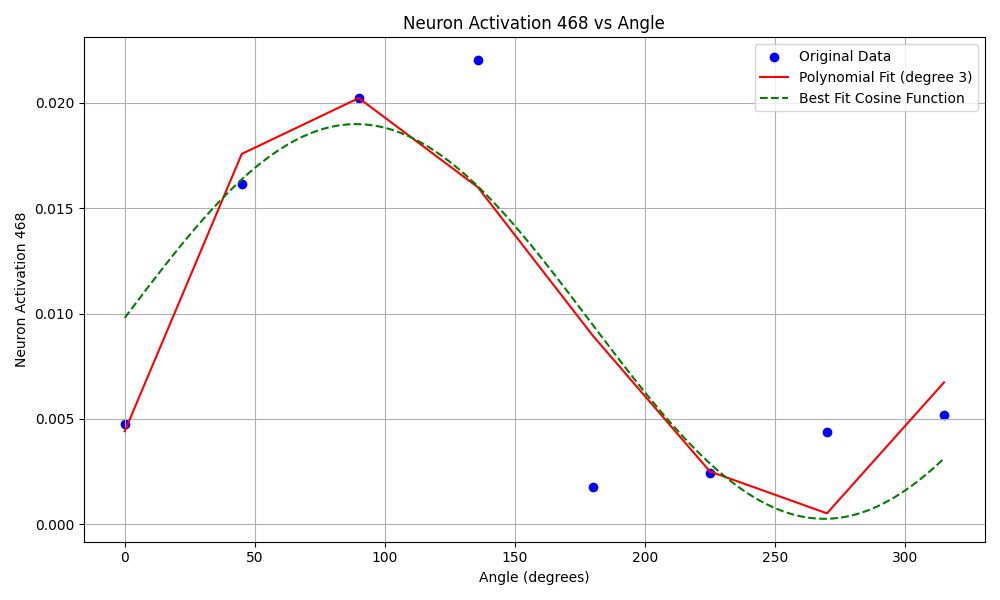 Neuron Activation 468 vs Angle
Original Data
Polynomial Fit (degree 3)
Best Fit Cosine Function
0.020
0.015
0.010
0.005
0.000
Neuron Activation 468
0 50 100 150 200 250 300
Angle (degrees)